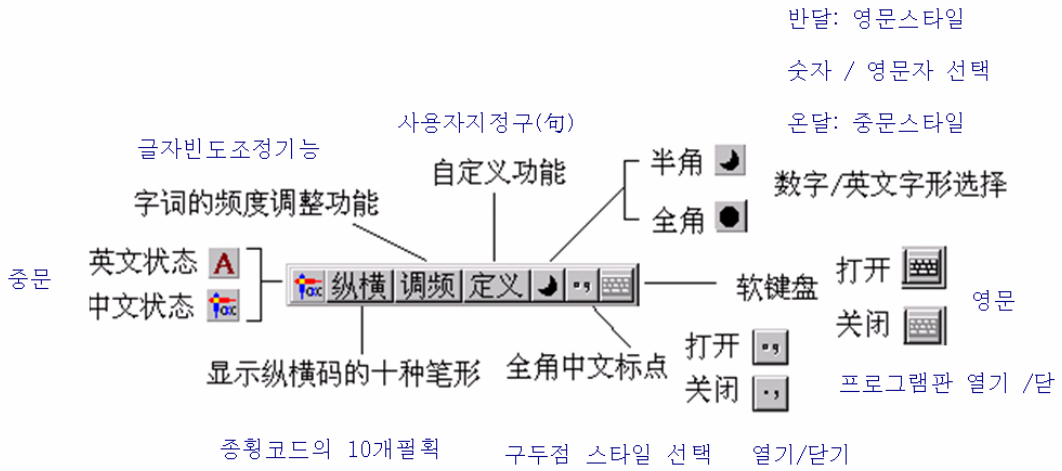 반달: 영문스타일
숫자 / 영문자 선택
온달: 중문스타일
사용자지정구(句)
글자빈도조정기능
自定义功能
半角
数字/英文字形选择
全角
字词的频度调整功能
중문
英文状态 A
中文状态
纵横 调频 定义
软键盘
打开
关闭
영문
显示纵横码的十种笔形
全角中文标点
打开
关闭
프로그램판 열기 /닫
종횡코드의 10개필획
구두점 스타일 선택
열기/닫기